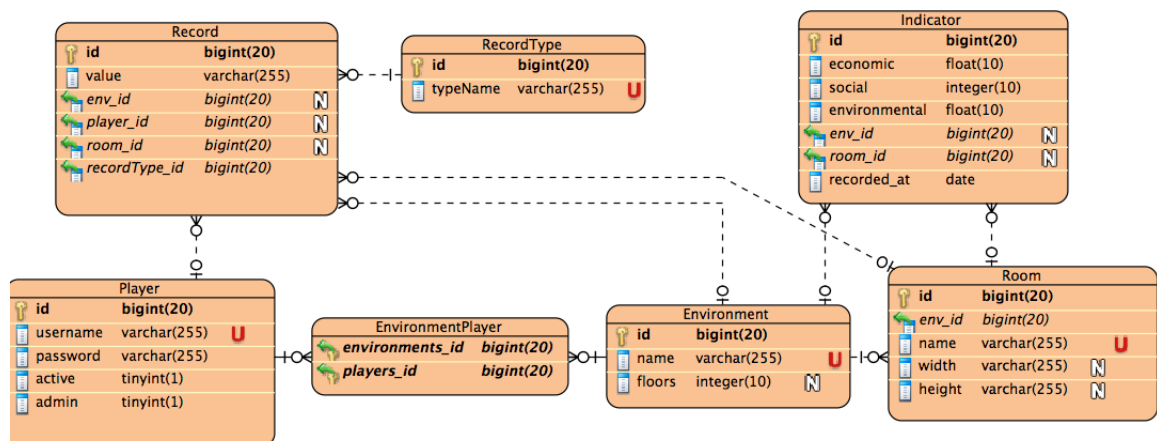 Record
id bigint(20)
value varchar(255)
env_id bigint(20) N
player_id bigint(20) N
room_id bigint(20) N
recordType_id bigint(20)
RecordType
id bigint(20)
typeName varchar(255) U
Indicator
id bigint(20)
economic float(10)
social integer(10)
environmental float(10)
env_id bigint(20) N
room_id bigint(20) N
recorded_at date
Player
id bigint(20)
username varchar(255) U
password varchar(255)
active tinyint(1)
admin tinyint(1)
EnvironmentPlayer
environments_id bigint(20)
players_id bigint(20)
Environment
id bigint(20)
name varchar(255) U
floors integer(10) N
Room
id bigint(20)
env_id bigint(20)
name varchar(255) U
width varchar(255) N
height varchar(255) N